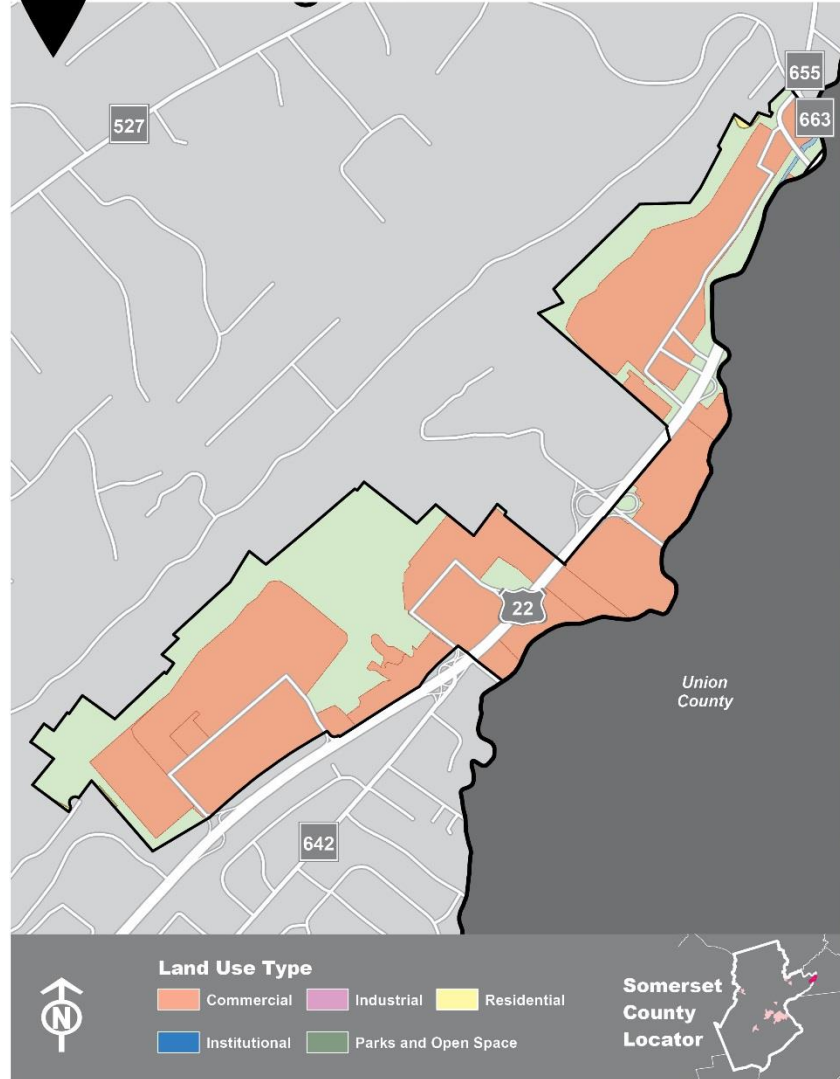 655
663
527
22
Union
County
642
Land Use Type
Commercial
Industrial
Residential
Institutional
Parks and Open Space
N
Somerset
County
Locator